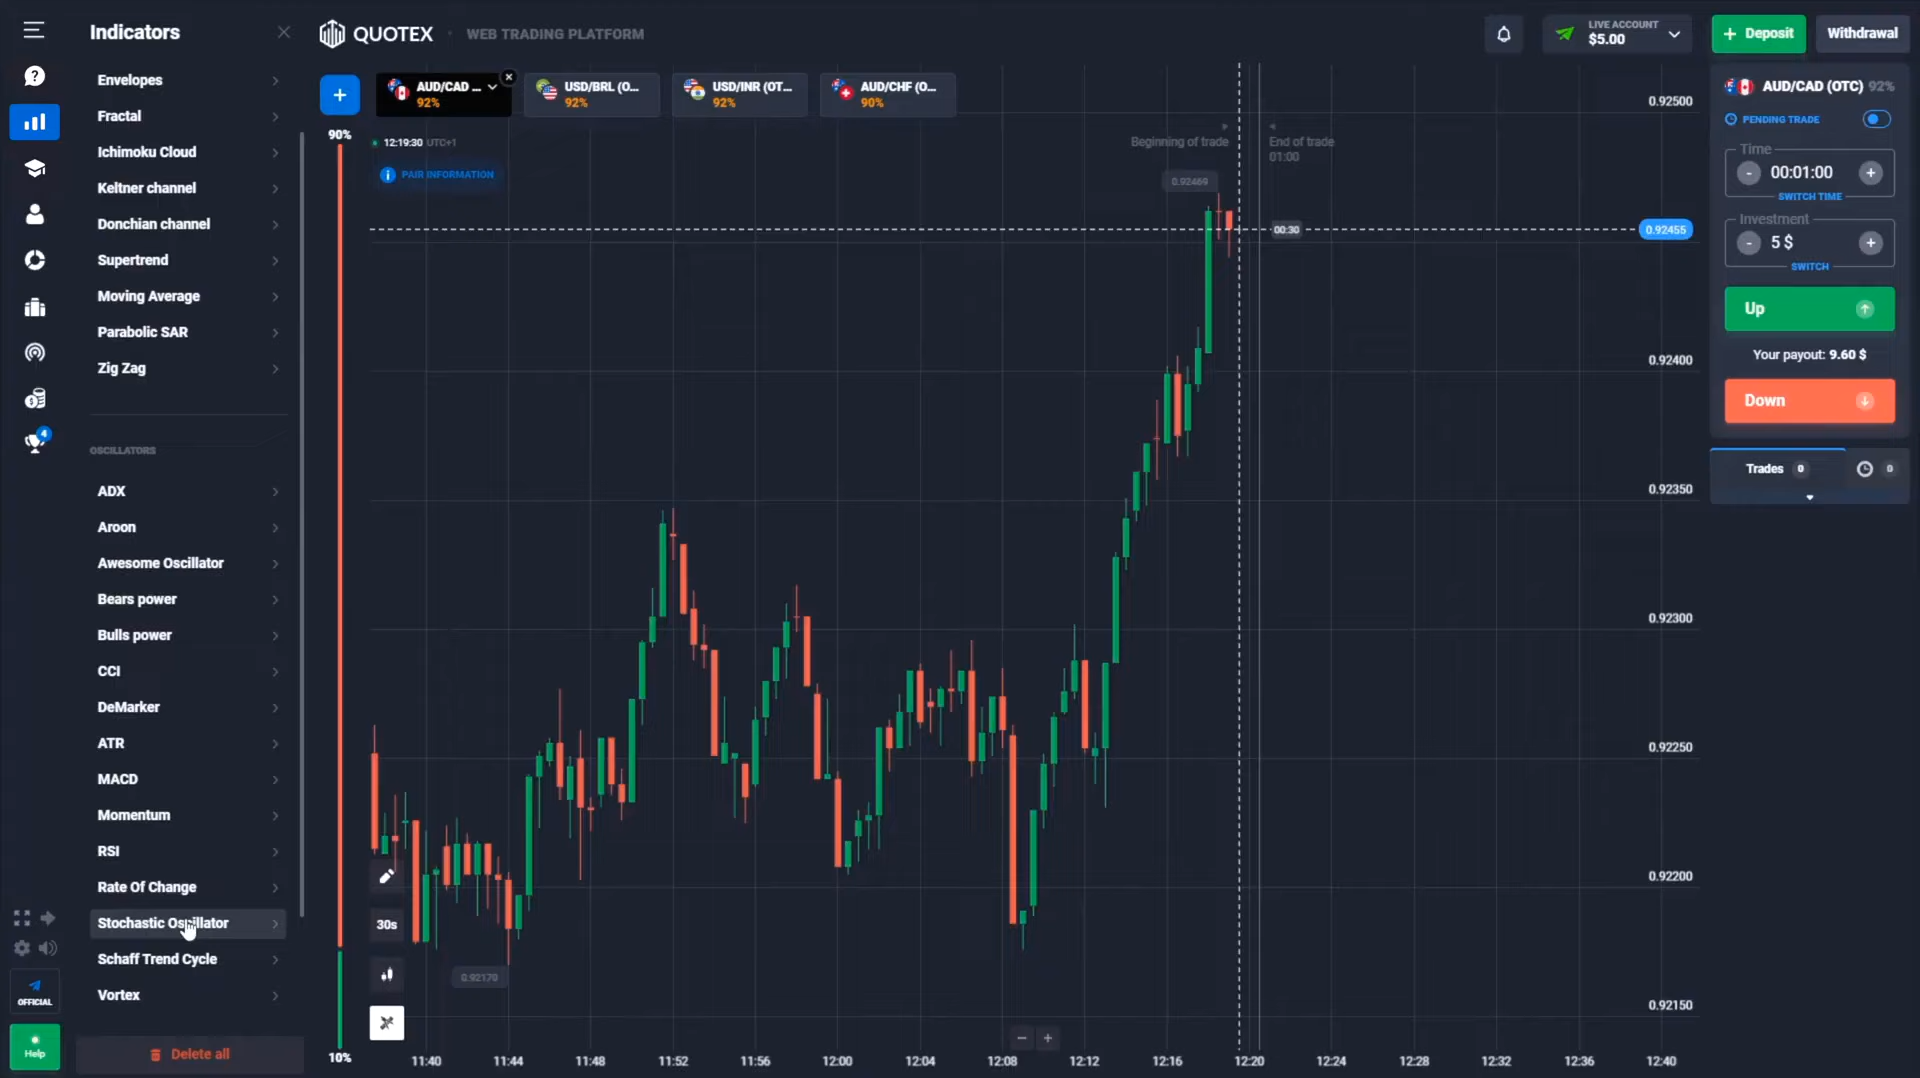 Indicators
Envelopes
Fractal
Ichimoku Cloud
Keltner channel
Donchian channel
Supertrend
Moving Average
Parabolic SAR
Zig Zag
OSCILLATORS
ADX
Aroon
Awesome Oscillator
Bears power
Bulls power
CCI
DeMarker
ATR
MACD
Momentum
RSI
Rate Of Change
Stochastic Oscillator
Schaff Trend Cycle
Vortex
Delete all
4
OFFICIAL
Help
QUOTEX
WEB TRADING PLATFORM
LIVE ACCOUNT
$5.00
+ Deposit
Withdrawal
+
AUD/CAD ...
92%
USD/BRL (O...
92%
USD/INR (OT...
92%
AUD/CHF (O...
90%
90%
12:19:30 UTC+1
PAIR INFORMATION
Beginning of trade
End of trade
01:00
0.92469
00:30
0.92455
0.92500
0.92400
0.92350
0.92300
0.92250
0.92200
0.92150
30s
0.92170
10%
− +
11:40 11:44 11:48 11:52 11:56 12:00 12:04 12:08 12:12 12:16 12:20 12:24 12:28 12:32 12:36 12:40
AUD/CAD (OTC) 92%
PENDING TRADE
Time
- 00:01:00 +
SWITCH TIME
Investment
- 5 $ +
SWITCH
Up
Your payout: 9.60 $
Down
Trades 0
0